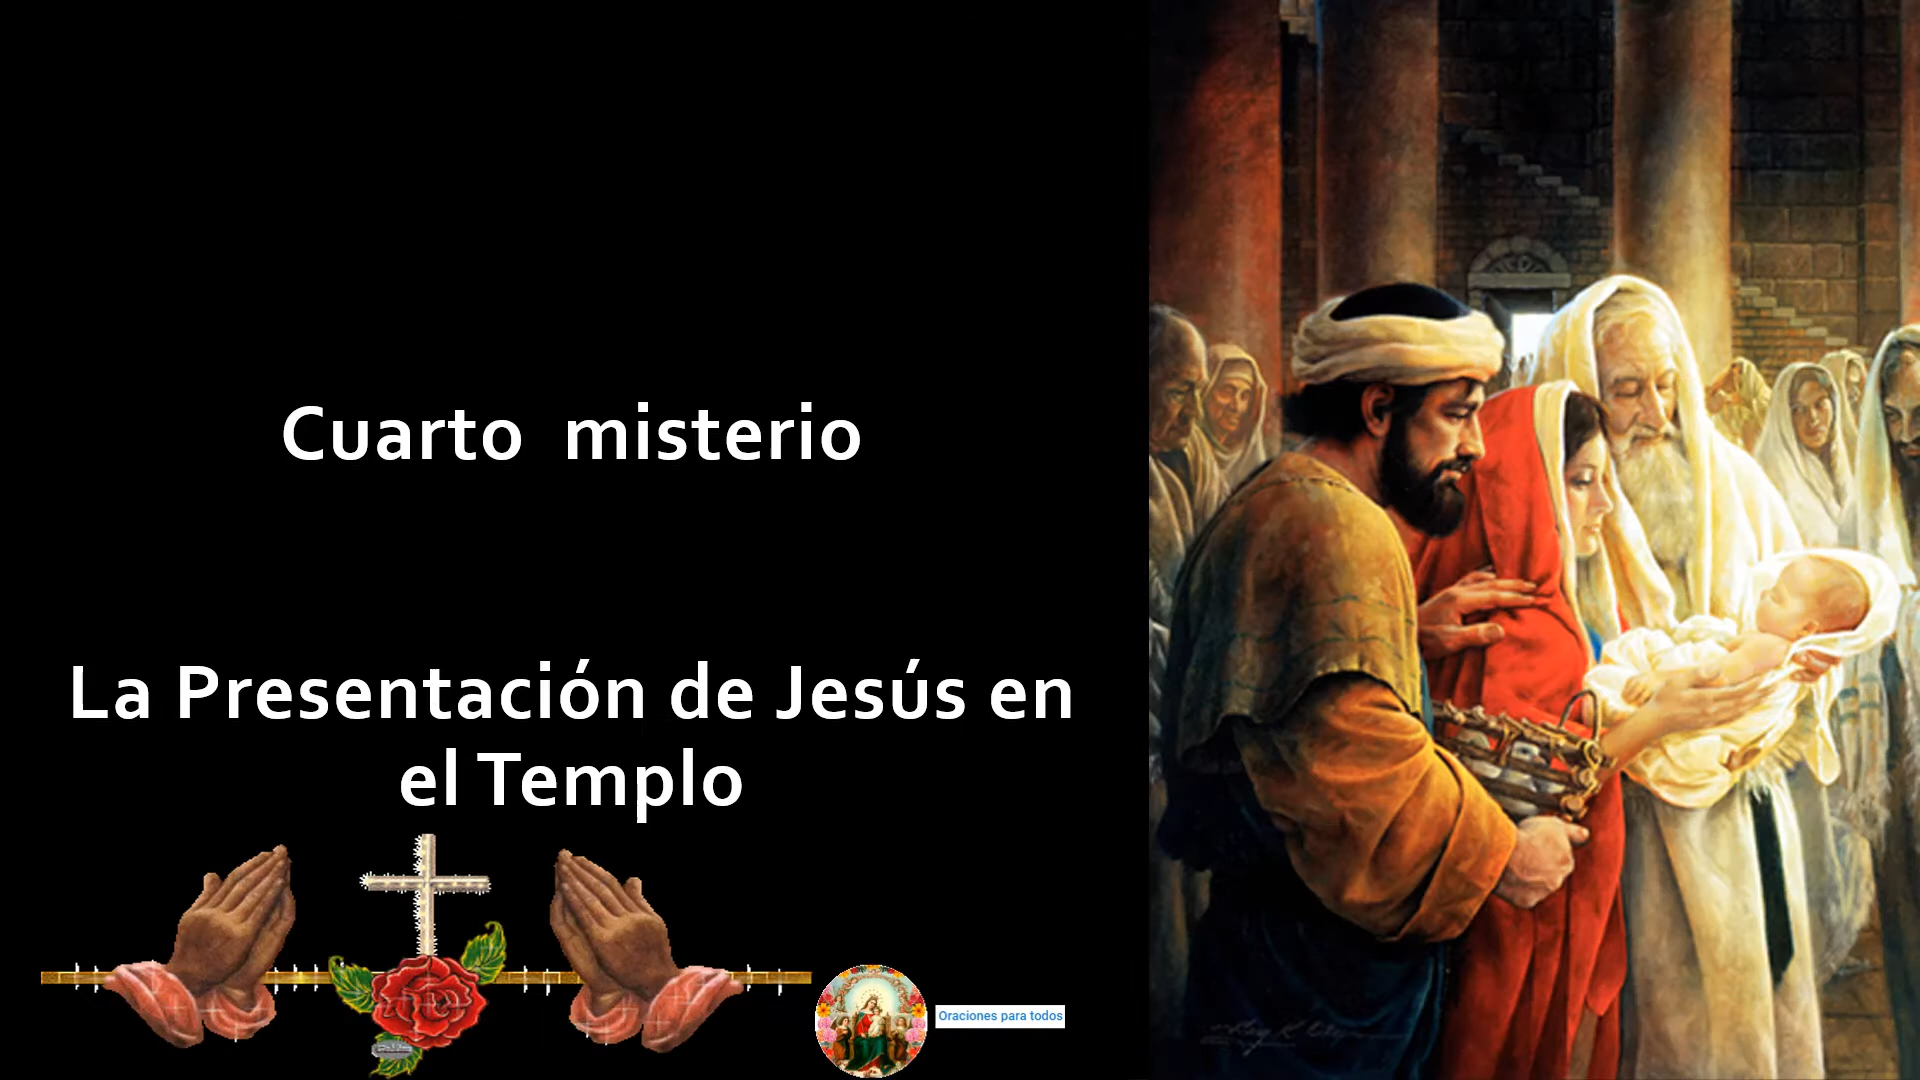 Cuarto misterio
La Presentación de Jesús en
el Templo
Oraciones para todos